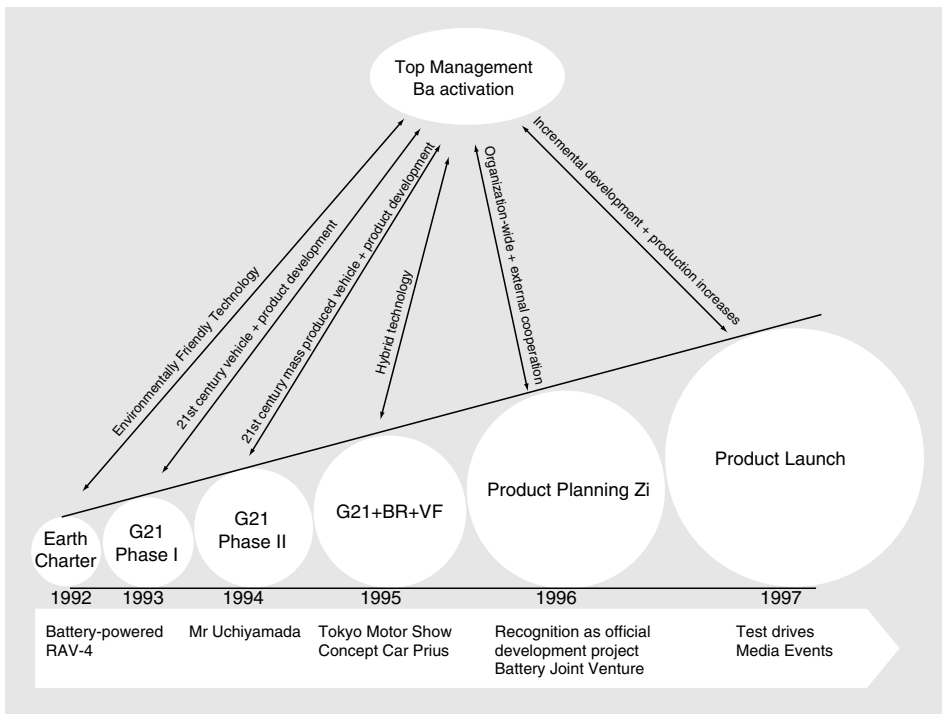 Top Management
Ba activation
Environmentally Friendly Technology
21st century vehicle + product development
21st century mass produced vehicle + product development
Hybrid technology
Organization-wide + external cooperation
Incremental development + production increases
Earth
Charter
G21
Phase I
G21
Phase II
G21+BR+VF
Product Planning Zi
Product Launch
1992
1993
1994
1995
1996
1997
Battery-powered
RAV-4
Mr Uchiyamada
Tokyo Motor Show
Concept Car Prius
Recognition as official
development project
Battery Joint Venture
Test drives
Media Events